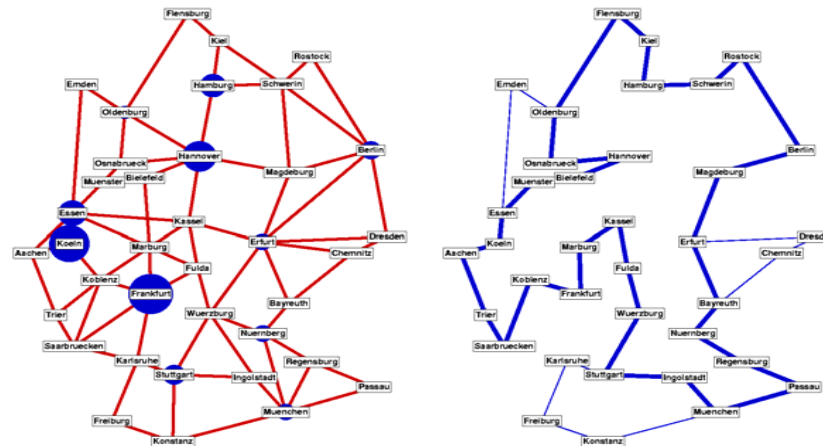 Flensburg
Kiel
Rostock
Emden
Hamburg
Schwerin
Oldenburg
Hannover
Berlin
Osnabrueck
Muenster
Bielefeld
Magdeburg
Essen
Kassel
Koeln
Marburg
Erfurt
Dresden
Aachen
Chemnitz
Koblenz
Fulda
Frankfurt
Bayreuth
Trier
Wuerzburg
Nuernberg
Saarbruecken
Karlsruhe
Regensburg
Stuttgart
Ingolstadt
Passau
Muenchen
Freiburg
Konstanz
Flensburg
Kiel
Rostock
Emden
Hamburg
Schwerin
Oldenburg
Berlin
Osnabrueck
Hannover
Muenster
Bielefeld
Magdeburg
Essen
Kassel
Koeln
Marburg
Erfurt
Dresd
Aachen
Chemnitz
Koblenz
Fulda
Frankfurt
Bayreuth
Trier
Wuerzburg
Nuernberg
Saarbruecken
Karlsruhe
Regensburg
Stuttgart
Ingolstadt
Passau
Muenchen
Freiburg
Konstanz